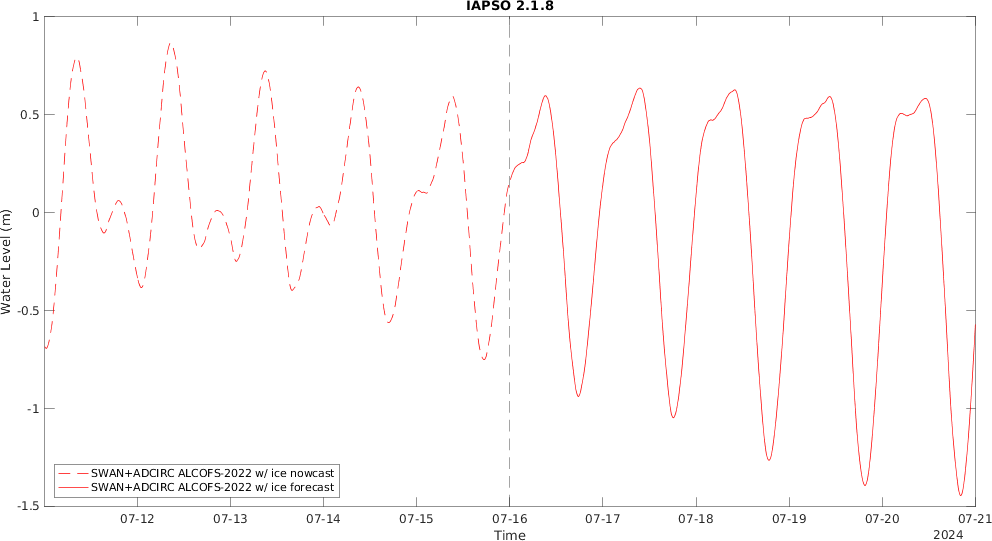 IAPSO 2.1.8
1
0.5
0
-0.5
-1
-1.5
Water Level (m)
SWAN+ADCIRC ALCOFS-2022 w/ ice nowcast
SWAN+ADCIRC ALCOFS-2022 w/ ice forecast
07-12 07-13 07-14 07-15 07-16 07-17 07-18 07-19 07-20 07-21
Time
2024